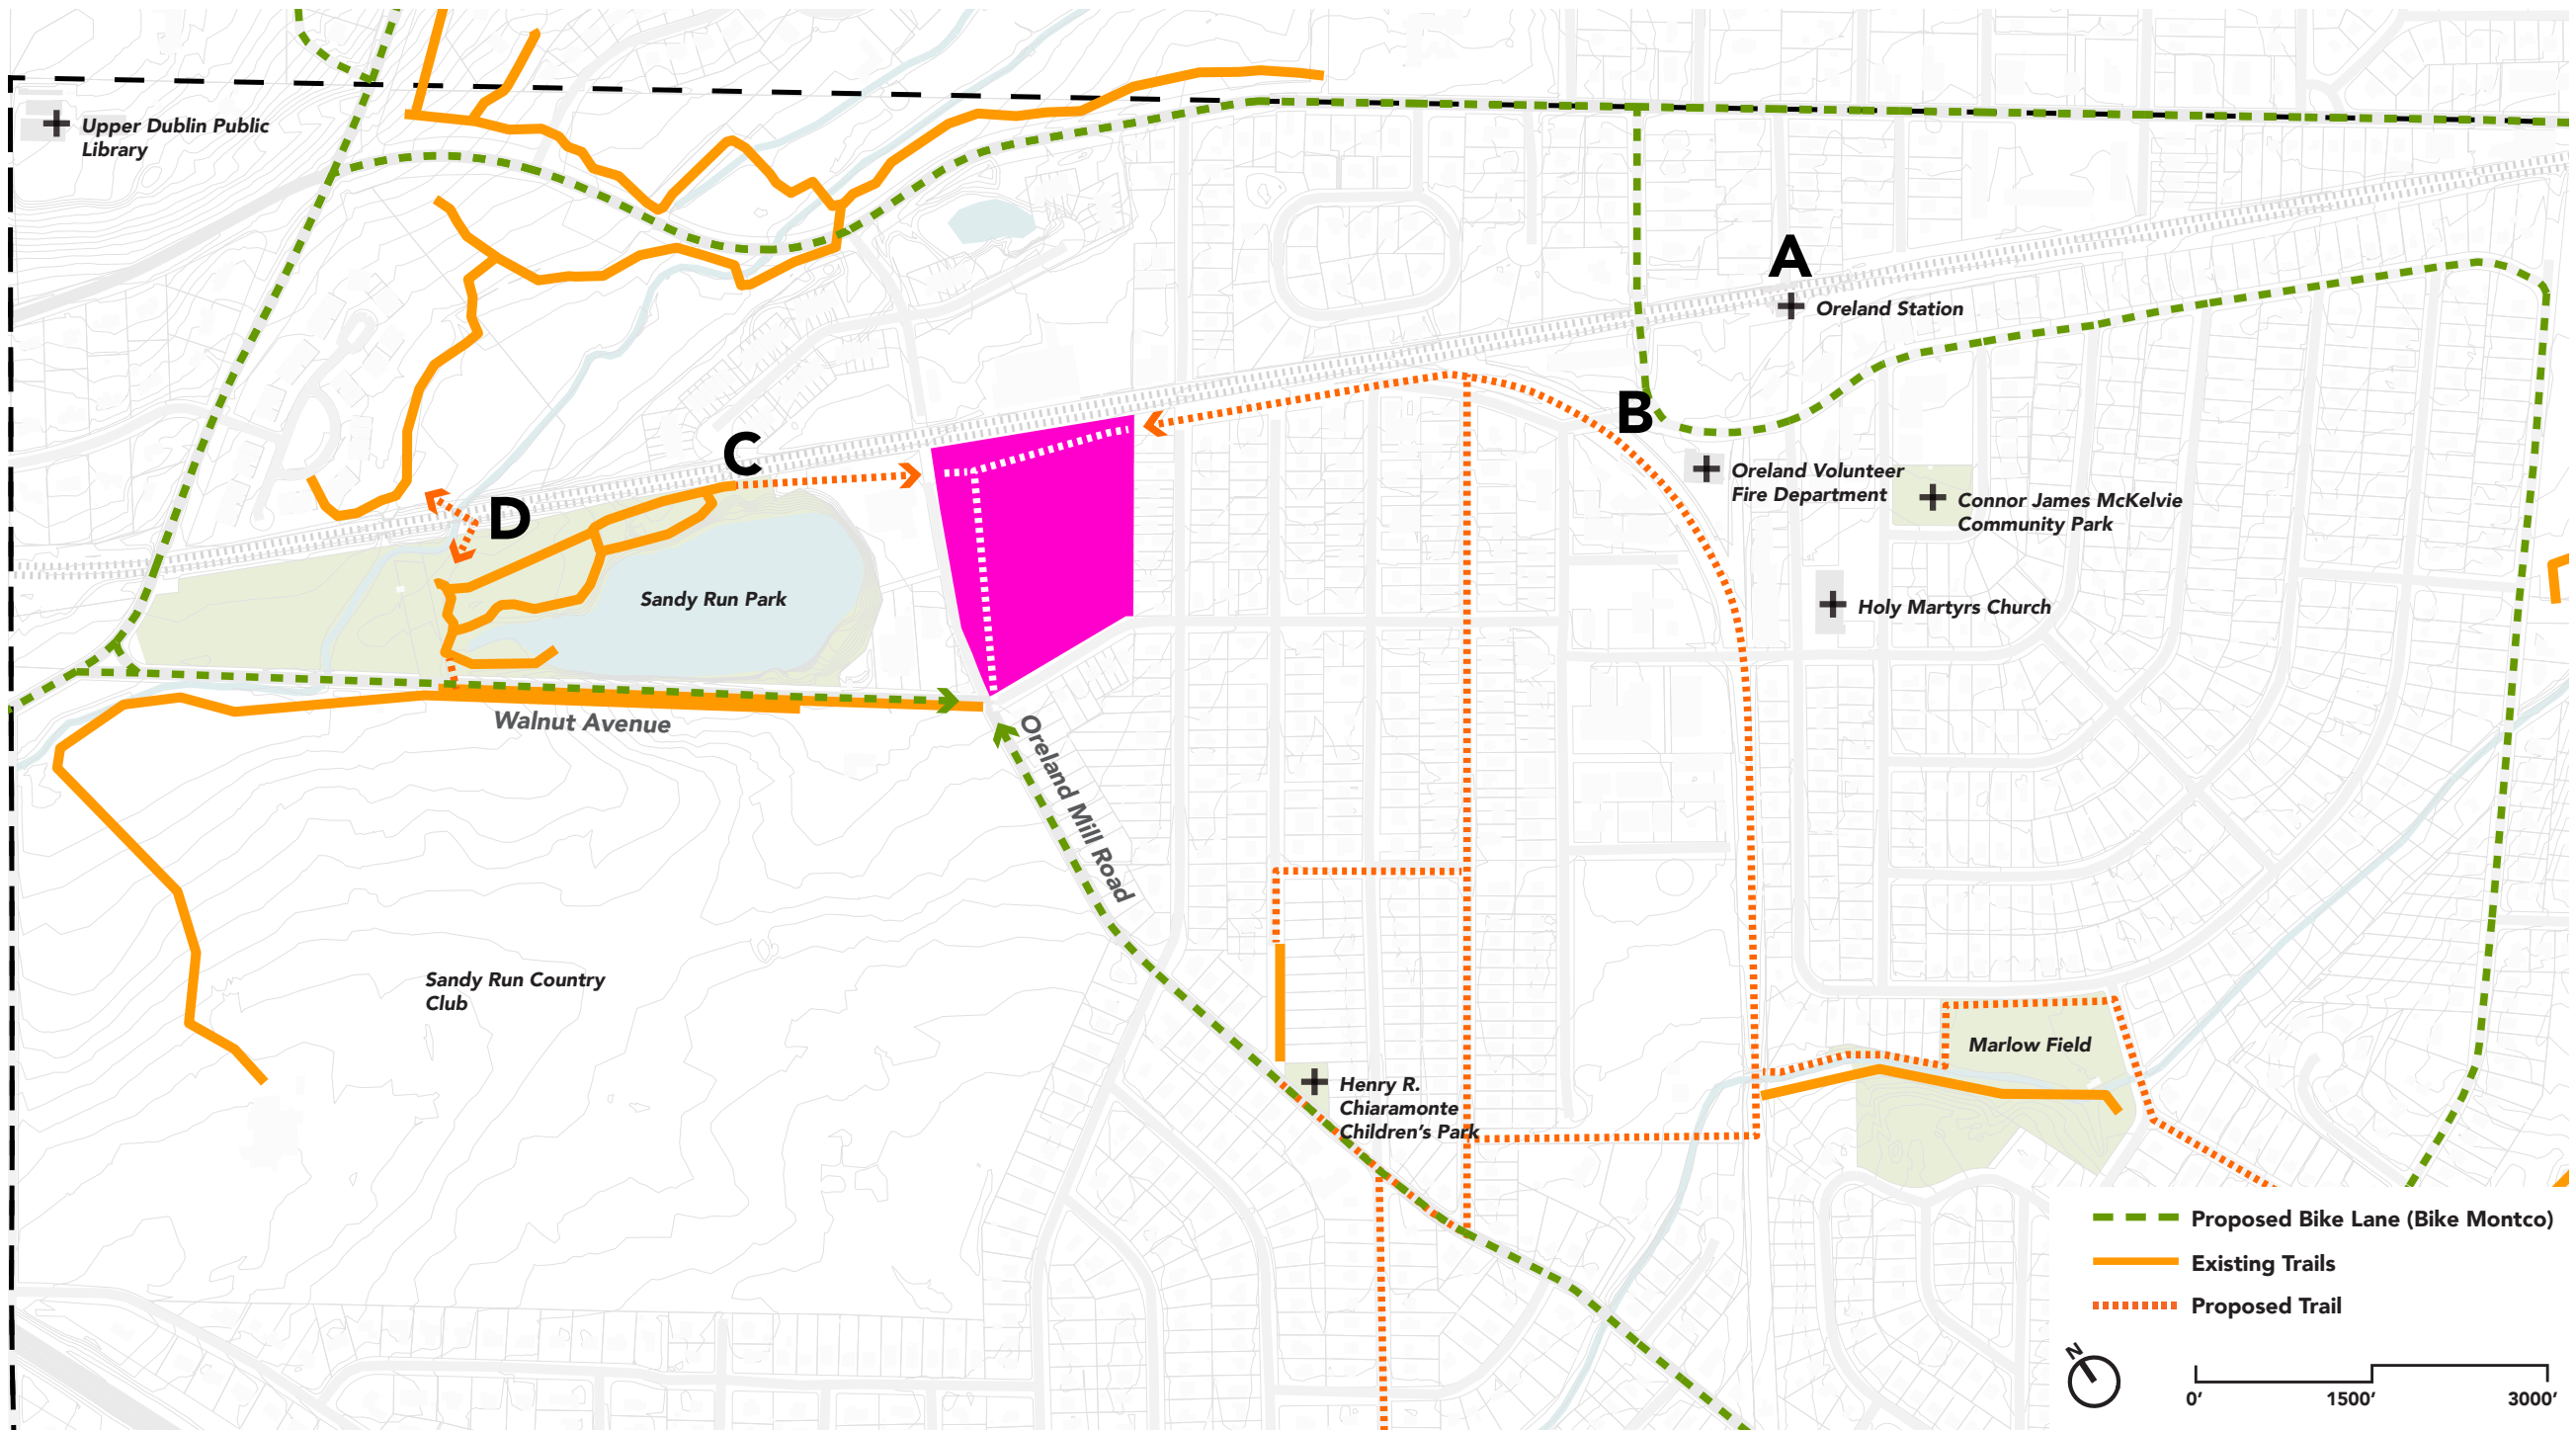 Upper Dublin Public
Library
A
Oreland Station
B
C
Oreland Volunteer
Fire Department
Connor James McKelvie
Community Park
D
Sandy Run Park
Holy Martyrs Church
Walnut Avenue
Oreland Mill Road
Sandy Run Country
Club
Marlow Field
Henry R.
Chiaramonte
Children's Park
Proposed Bike Lane (Bike Montco)
Existing Trails
Proposed Trail
N
0' 1500' 3000'